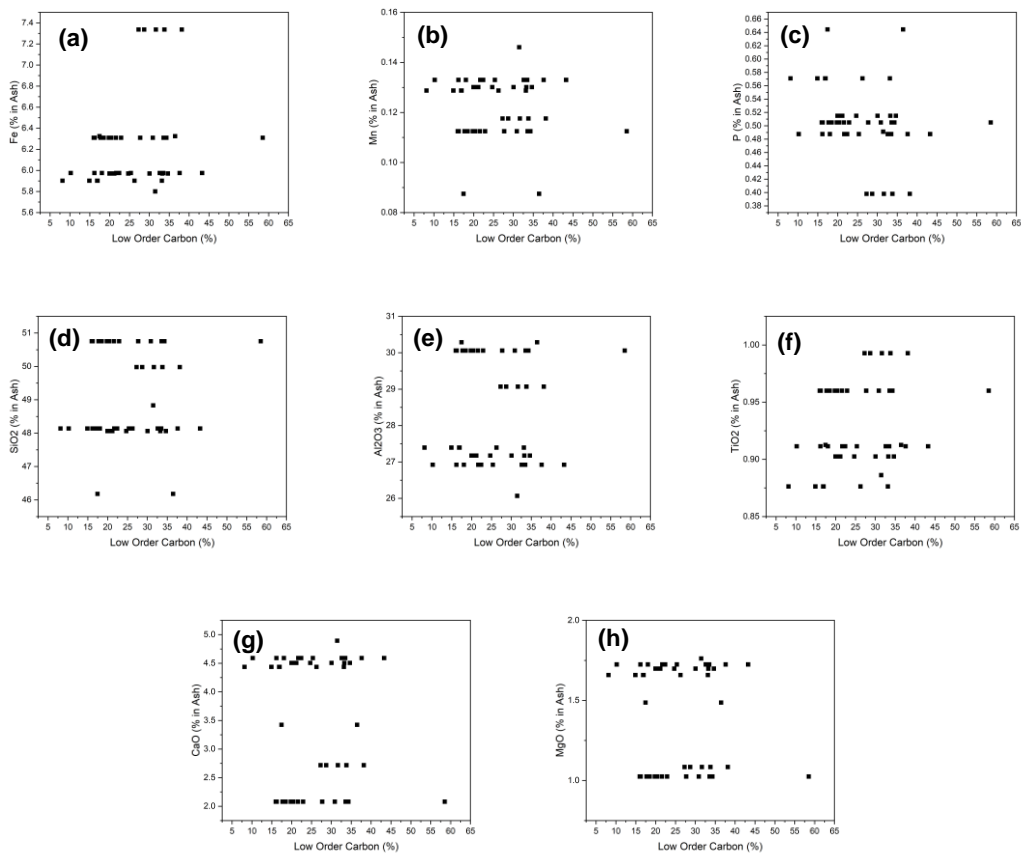 (a)
7.4
7.2
7.0
6.8
6.6
6.4
6.2
6.0
5.8
5.6
Fe (% in Ash)
5 10 15 20 25 30 35 40 45 50 55 60 65
Low Order Carbon (%)
(b)
0.16
0.14
0.12
0.10
0.08
Mn (% in Ash)
5 10 15 20 25 30 35 40 45 50 55 60 65
Low Order Carbon (%)
(c)
0.66
0.64
0.62
0.60
0.58
0.56
0.54
0.52
0.50
0.48
0.46
0.44
0.42
0.40
0.38
P (% in Ash)
5 10 15 20 25 30 35 40 45 50 55 60 65
Low Order Carbon (%)
(d)
51
50
49
48
47
46
SiO2 (% in Ash)
5 10 15 20 25 30 35 40 45 50 55 60 65
Low Order Carbon (%)
(e)
31
30
29
28
27
26
Al2O3 (% in Ash)
5 10 15 20 25 30 35 40 45 50 55 60 65
Low Order Carbon (%)
(f)
1.00
0.95
0.90
0.85
TiO2 (% in Ash)
5 10 15 20 25 30 35 40 45 50 55 60 65
Low Order Carbon (%)
(g)
5.0
4.5
4.0
3.5
3.0
2.5
2.0
CaO (% in Ash)
5 10 15 20 25 30 35 40 45 50 55 60 65
Low Order Carbon (%)
(h)
2.0
1.5
1.0
MgO (% in Ash)
5 10 15 20 25 30 35 40 45 50 55 60 65
Low Order Carbon (%)